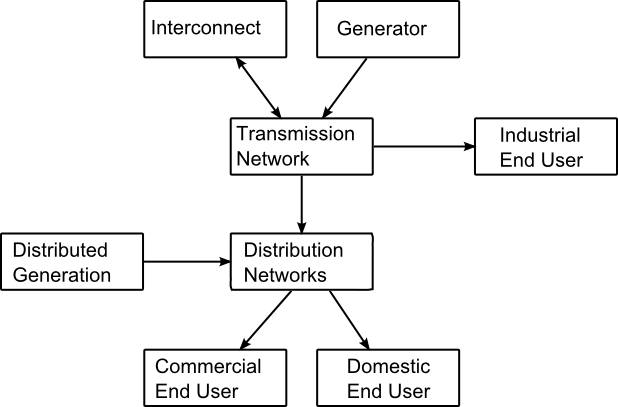 Interconnect
Generator
Transmission
Network
Industrial
End User
Distributed
Generation
Distribution
Networks
Commercial
End User
Domestic
End User